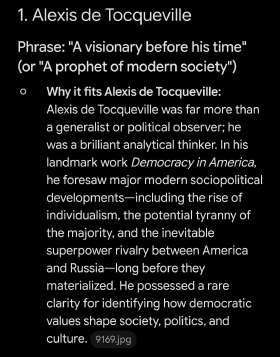 1. Alexis de Tocqueville
Phrase: "A visionary before his time"
(or "A prophet of modern society")
Why it fits Alexis de Tocqueville:
Alexis de Tocqueville was far more than
a generalist or political observer; he
was a brilliant analytical thinker. In his
landmark work Democracy in America,
he foresaw major modern sociopolitical
developments—including the rise of
individualism, the potential tyranny of
the majority, and the inevitable
superpower rivalry between America
and Russia—long before they
materialized. He possessed a rare
clarity for identifying how democratic
values shape society, politics, and
culture. 9169.jpg